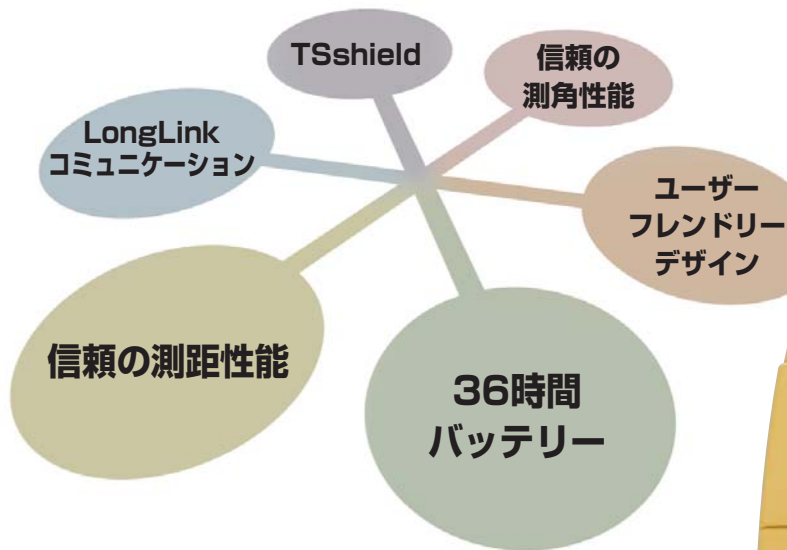 TSshield
信頼の
測角性能
LongLink
コミュニケーション
ユーザー
フレンドリー
デザイン
信頼の測距性能
36時間
バッテリー